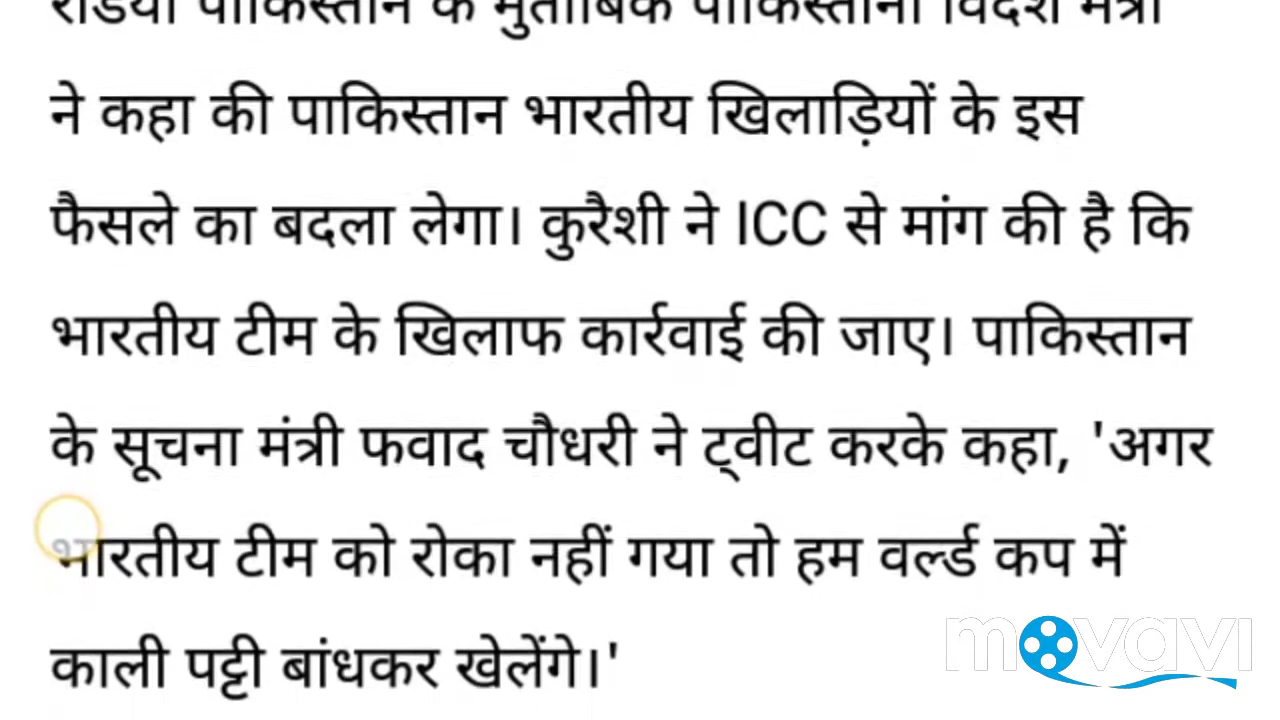 रेडियो पाकिस्तान के मुताबिक पाकिस्तानी विदेश मंत्री
ने कहा की पाकिस्तान भारतीय खिलाड़ियों के इस
फैसले का बदला लेगा। कुरैशी ने ICC से मांग की है कि
भारतीय टीम के खिलाफ कार्रवाई की जाए। पाकिस्तान
के सूचना मंत्री फवाद चौधरी ने ट्वीट करके कहा, 'अगर
भारतीय टीम को रोका नहीं गया तो हम वर्ल्ड कप में
काली पट्टी बांधकर खेलेंगे।'
movavi